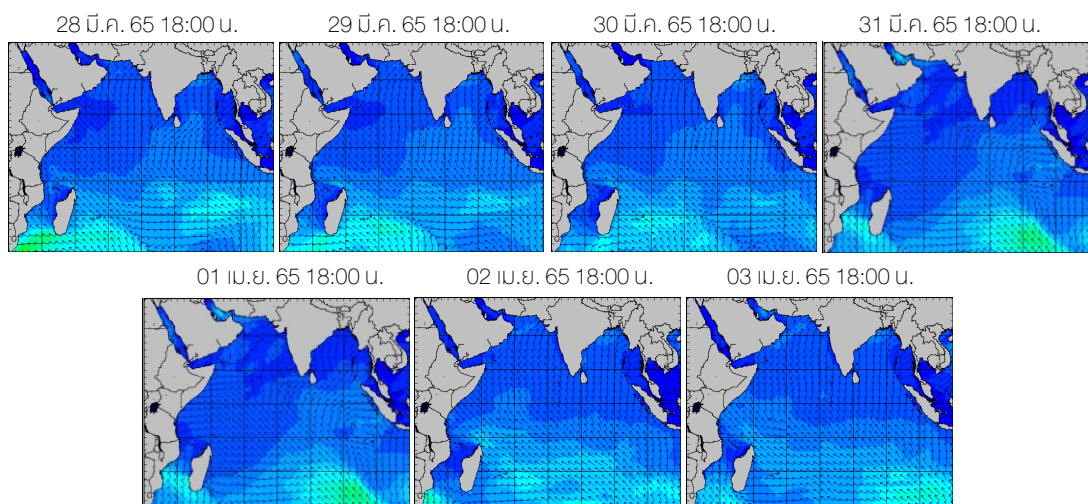 28 มี.ค. 65 18:00 น.
29 มี.ค. 65 18:00 น.
30 มี.ค. 65 18:00 น.
31 มี.ค. 65 18:00 น.
01 เม.ย. 65 18:00 น.
02 เม.ย. 65 18:00 น.
03 เม.ย. 65 18:00 น.